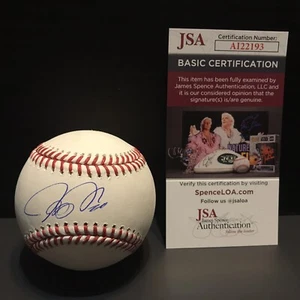 JSA
Certification Number:
AI22193
BASIC CERTIFICATION
This item has been fully examined by
James Spence Authentication, LLC and it
is our considered opinion that the
signature(s) is/are genuine.
Verify this certification by visiting
SpenceLOA.com
Follow us @jsaloa
JSA
James Spence
Authentication